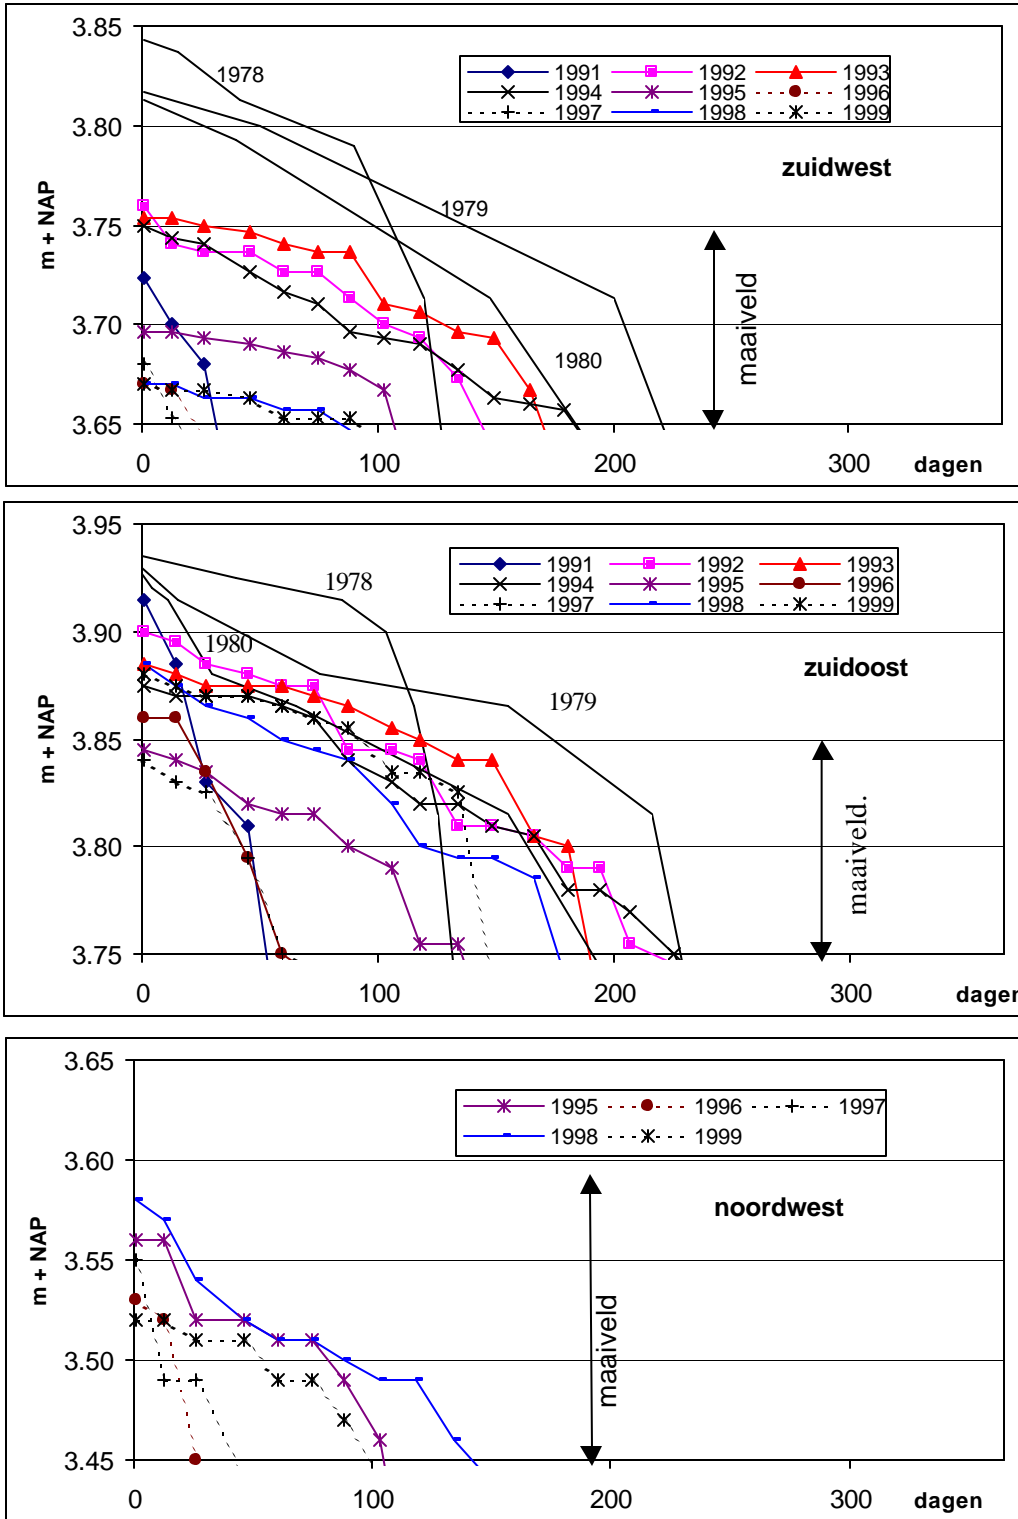 3.85
1978
1991 1992 1993
1994 1995 1996
1997 1998 1999
3.80
zuidwest
m + NAP
1979
3.75
maaiveld
3.70
1980
3.65
0 100 200 300 dagen
3.95
1991 1992 1993
1994 1995 1996
1997 1998 1999
1978
3.90
1980
zuidoost
1979
m + NAP
3.85
maaiveld.
3.80
3.75
0 100 200 300 dagen
3.65
1995 1996 1997
1998 1999
3.60
noordwest
m + NAP
3.55
maaiveld
3.50
3.45
0 100 200 300 dagen